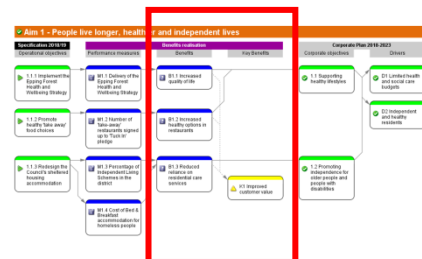 Aim 1 - People live longer, healthier and independent lives
Specification 2018/19
Benefits realisation
Corporate Plan 2018-2023
Operational objectives
Performance measures
Benefits
Key Benefits
Corporate objectives
Drivers
1.1.1 Implement the
Epping Forest
Health and
Wellbeing Strategy
M1.1 Delivery of the
Epping Forest
Health and
Wellbeing Strategy
B1.1 Increased
quality of life
1.1 Supporting
healthy lifestyles
D1 Limited health
budgets
1.1.2 Promote
healthy 'take away'
food choices
M1.2 Number of
'take-away'
restaurants signed
up to 'Tuck in'
pledge
B1.2 Increased
healthy options in
restaurants
D2 Independent
and healthy
residents
1.1.3 Redesign the
Council's sheltered
housing
accommodation
M1.3 Percentage of
Independent Living
Schemes in the
district
B1.3 Reduced
reliance on
residential care
services
K1 Improved
customer value
1.2 Promoting
independence for
older people and
people with
disabilities
M1.4 Cost of Bed &
Breakfast
accommodation for
homeless people